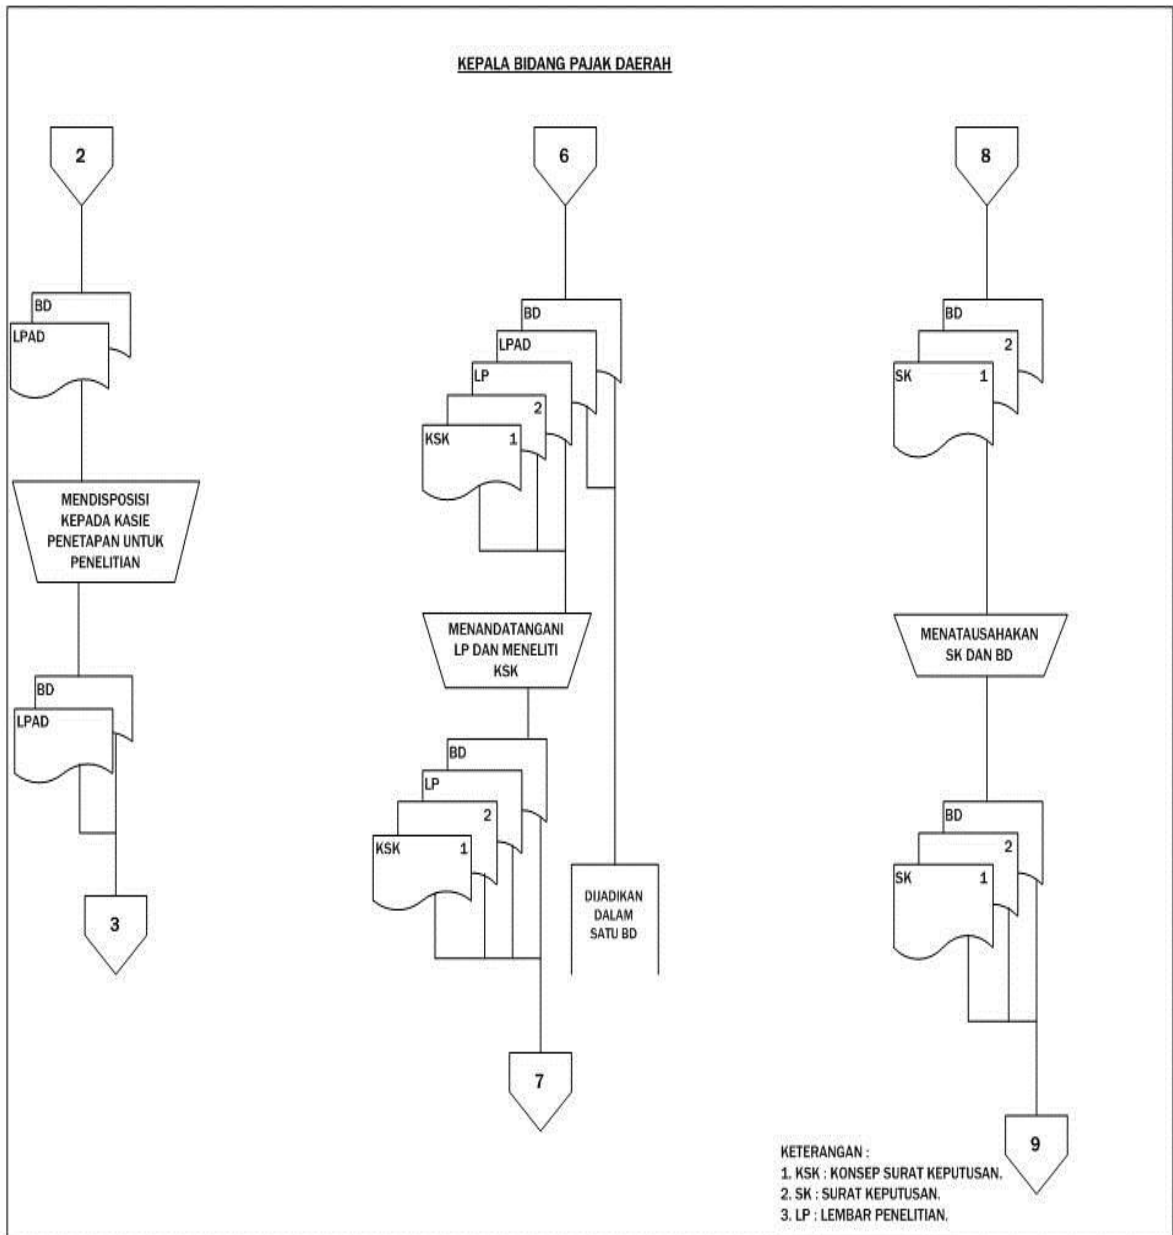 KEPALA BIDANG PAJAK DAERAH
2
BD
LPAD
MENDISPOSISI
KEPADA KASIE
PENETAPAN UNTUK
PENELITIAN
BD
LPAD
3
6
BD
LPAD
LP
2
KSK 1
MENANDATANGANI
LP DAN MENELITI
KSK
BD
LP
2
KSK 1
DIJADIKAN
DALAM
SATU BD
7
8
BD
2
SK 1
MENATAUSAHAKAN
SK DAN BD
BD
2
SK 1
9
KETERANGAN :
1. KSK : KONSEP SURAT KEPUTUSAN.
2. SK : SURAT KEPUTUSAN.
3. LP : LEMBAR PENELITIAN.